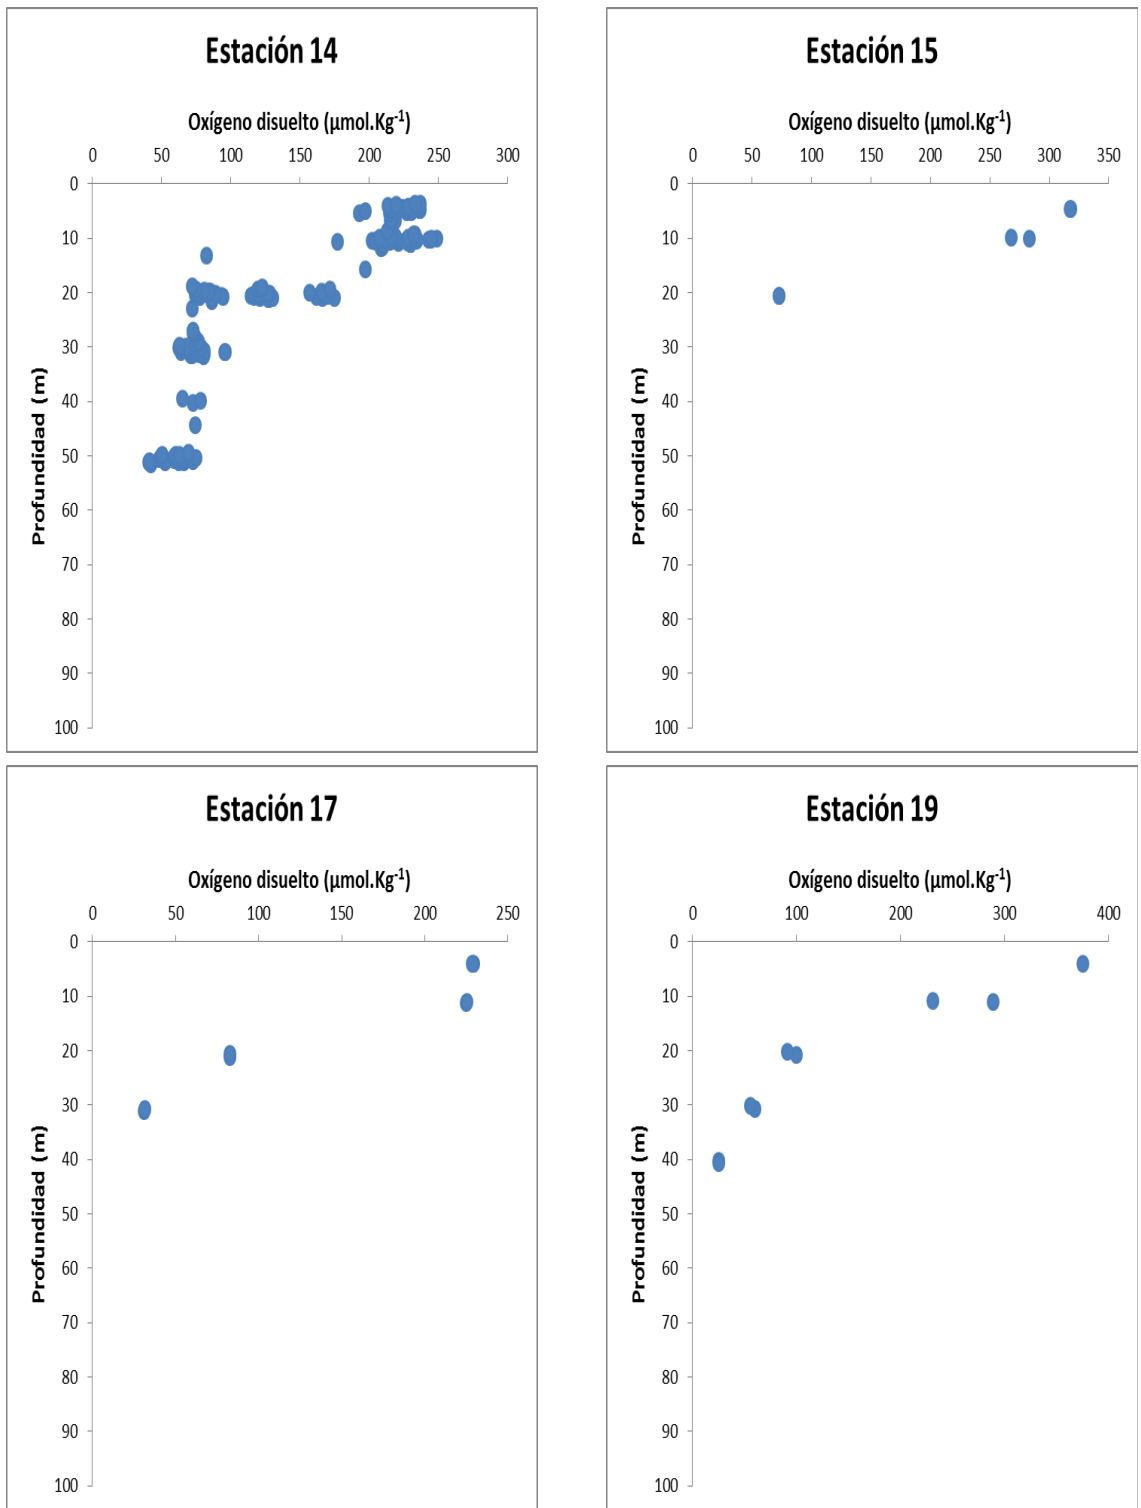 Estación 14
Oxígeno disuelto (µmol.Kg-1)
0 50 100 150 200 250 300
0
10
20
30
40
50
60
70
80
90
100
Profundidad (m)
Estación 15
Oxígeno disuelto (µmol.Kg-1)
0 50 100 150 200 250 300 350
0
10
20
30
40
50
60
70
80
90
100
Profundidad (m)
Estación 17
Oxígeno disuelto (µmol.Kg-1)
0 50 100 150 200 250
0
10
20
30
40
50
60
70
80
90
100
Profundidad (m)
Estación 19
Oxígeno disuelto (µmol.Kg-1)
0 100 200 300 400
0
10
20
30
40
50
60
70
80
90
100
Profundidad (m)